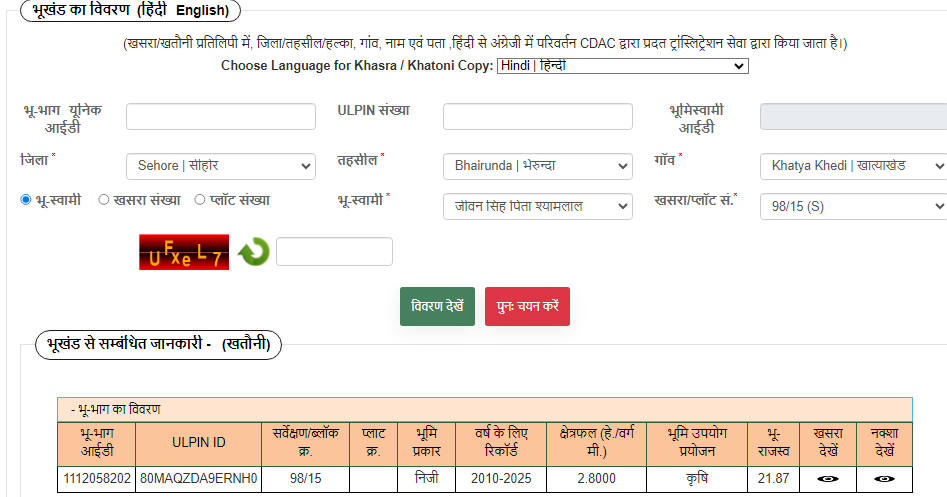 भूखंड का विवरण (हिंदी English)
(खसरा/खतौनी प्रतिलिपी में, जिला/तहसील/हल्का, गांव, नाम एवं पता ,हिंदी से अंग्रेजी में परिवर्तन CDAC द्वारा प्रदत ट्रांस्लिट्रेशन सेवा द्वारा किया जाता है।)
Choose Language for Khasra / Khatoni Copy: Hindi | हिन्दी
भू-भाग यूनिक आईडी
ULPIN संख्या
भूमिस्वामी आईडी
जिला * Sehore | सीहोर तहसील * Bhairunda | भेरुन्दा गाँव * Khatya Khedi | खात्याखेड
भू-स्वामी खसरा संख्या प्लॉट संख्या भू-स्वामी * जीवन सिंह पिता श्यामलाल खसरा/प्लॉट सं.* 98/15 (S)
UFxeL7
विवरण देखें पुनः चयन करें
भूखंड से सम्बंधित जानकारी - (खतौनी)
- भू-भाग का विवरण
भू-भाग आईडी ULPIN ID सर्वेक्षण/ब्लॉक क्र. प्लाट क्र. भूमि प्रकार वर्ष के लिए रिकॉर्ड क्षेत्रफल (हे./वर्ग मी.) भूमि उपयोग प्रयोजन भू-राजस्व खसरा देखें नक्शा देखें
1112058202 80MAQZDA9ERNH0 98/15 निजी 2010-2025 2.8000 कृषि 21.87